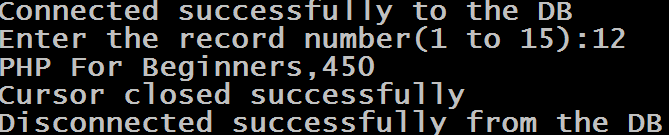 Connected successfully to the DB
Enter the record number(1 to 15):12
PHP For Beginners,450
Cursor closed successfully
Disconnected successfully from the DB